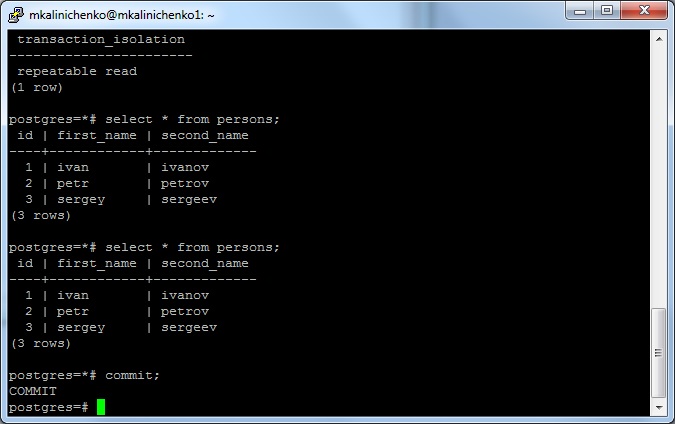 mkalinichenko@mkalinichenko1: ~
 transaction_isolation
-----------------------
 repeatable read
(1 row)

postgres=*# select * from persons;
 id | first_name | second_name
----+------------+-------------
  1 | ivan       | ivanov
  2 | petr       | petrov
  3 | sergey     | sergeev
(3 rows)

postgres=*# select * from persons;
 id | first_name | second_name
----+------------+-------------
  1 | ivan       | ivanov
  2 | petr       | petrov
  3 | sergey     | sergeev
(3 rows)

postgres=*# commit;
COMMIT
postgres=#